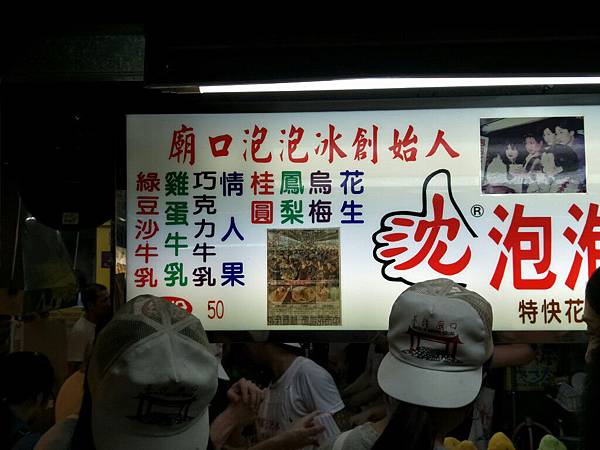 廟口泡泡冰創始人
花生
烏梅
鳳梨
桂圓
情人果
巧克力牛乳
雞蛋牛乳
綠豆沙牛乳
50
沈®泡泡
特快花